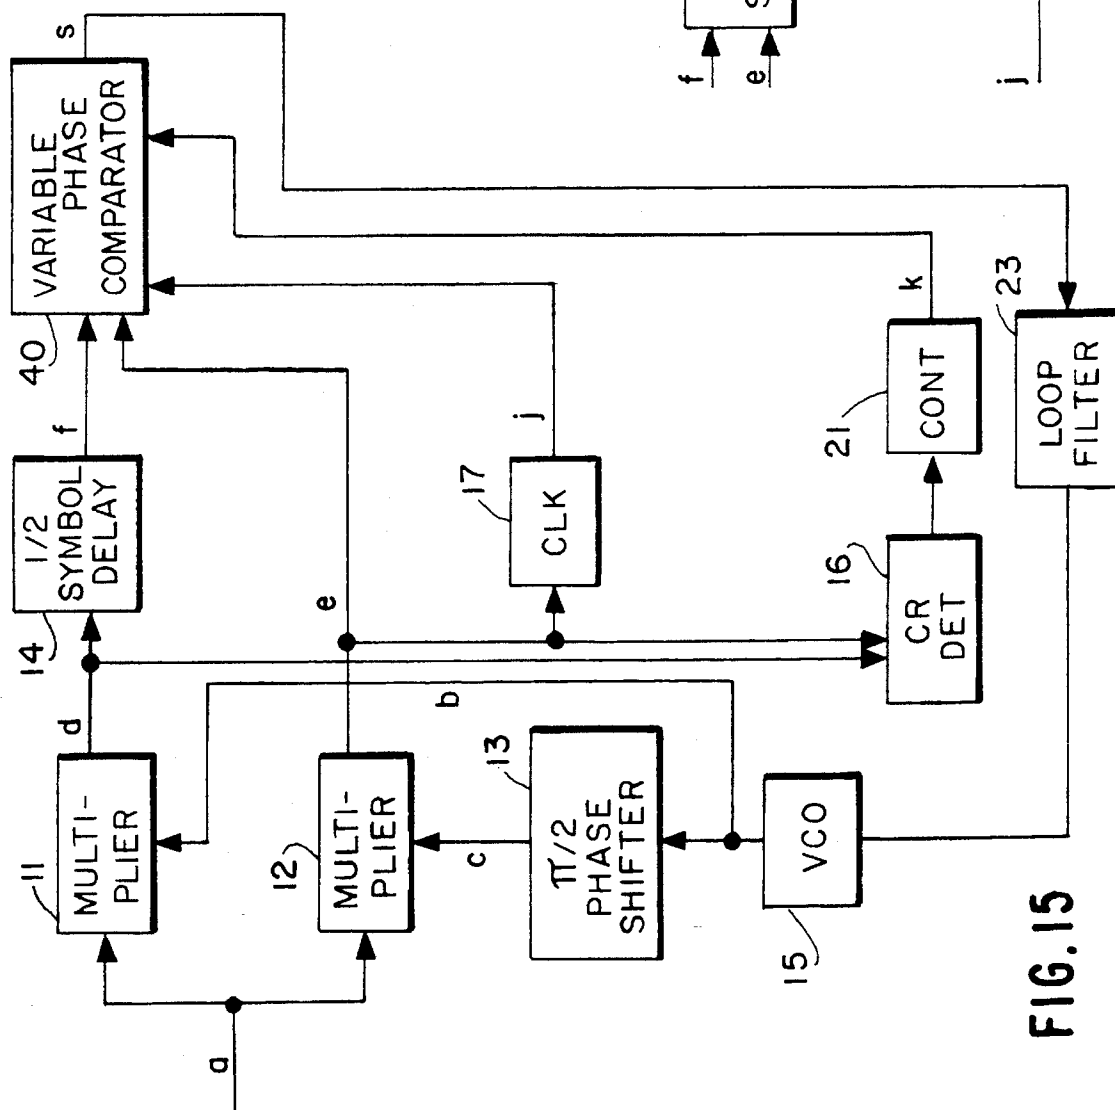 a
11
MULTI-
PLIER
d
14
1/2
SYMBOL
DELAY
f
40
VARIABLE
PHASE
COMPARATOR
s
b
12
MULTI-
PLIER
e
c
13
π/2
PHASE
SHIFTER
17
CLK
j
15
VCO
16
CR
DET
21
CONT
k
23
LOOP
FILTER
f
e
S
j
FIG.15